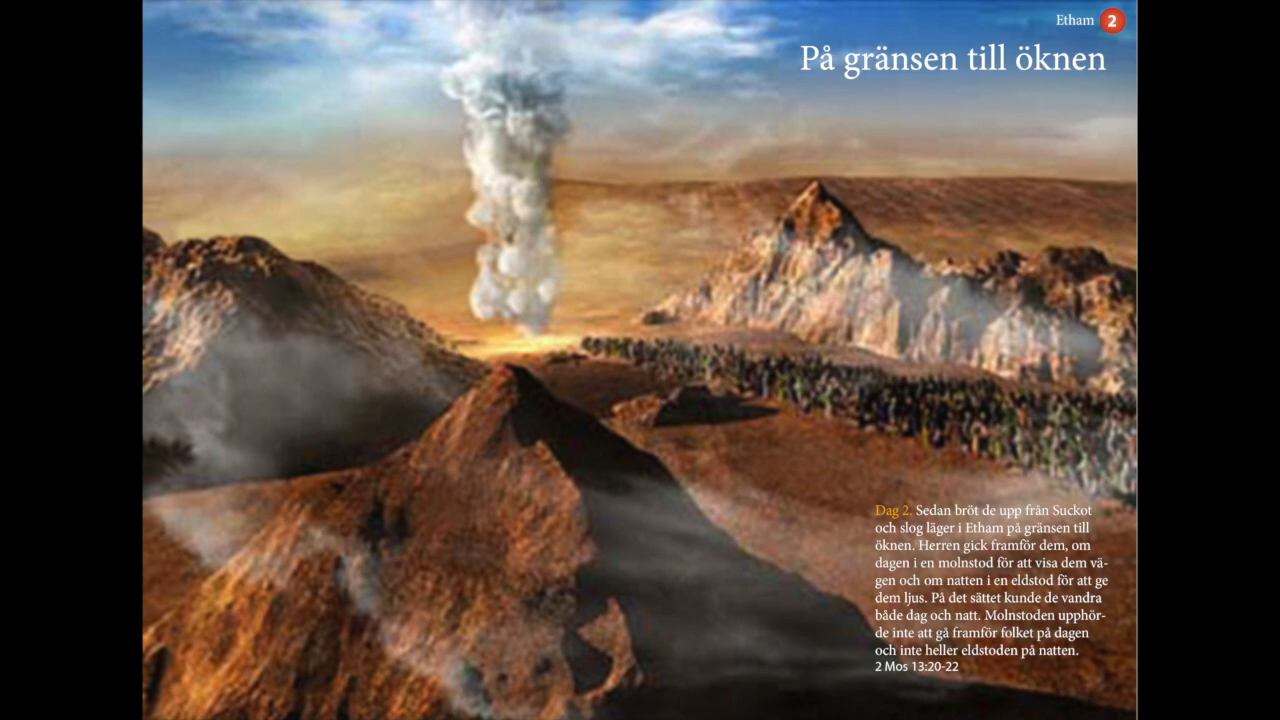 Etham 2
På gränsen till öknen
Dag 2. Sedan bröt de upp från Suckot
och slog läger i Etham på gränsen till
öknen. Herren gick framför dem, om
dagen i en molnstod för att visa dem vä-
gen och om natten i en eldstod för att ge
dem ljus. På det sättet kunde de vandra
både dag och natt. Molnstoden upphör-
de inte att gå framför folket på dagen
och inte heller eldstoden på natten.
2 Mos 13:20-22